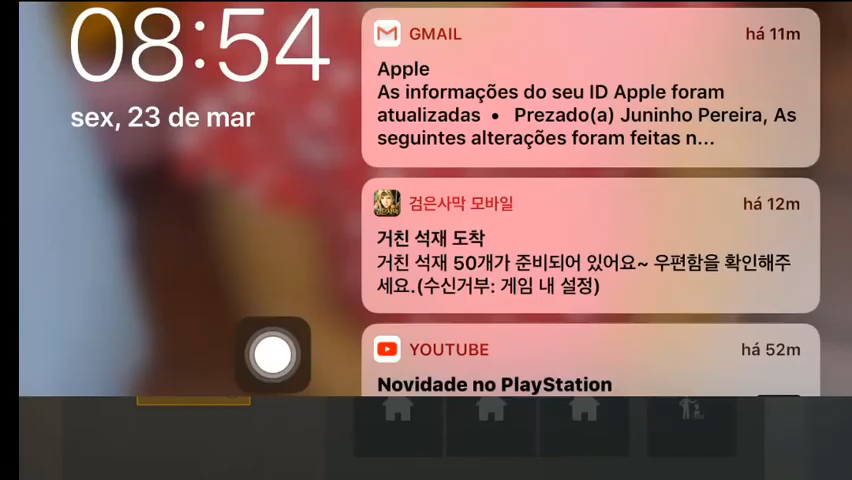 08:54
sex, 23 de mar
GMAIL
há 11m
Apple
As informações do seu ID Apple foram
atualizadas • Prezado(a) Juninho Pereira, As
seguintes alterações foram feitas n...
검은사막 모바일
há 12m
거친 석재 도착
거친 석재 50개가 준비되어 있어요~ 우편함을 확인해주
세요.(수신거부: 게임 내 설정)
YOUTUBE
há 52m
Novidade no PlayStation